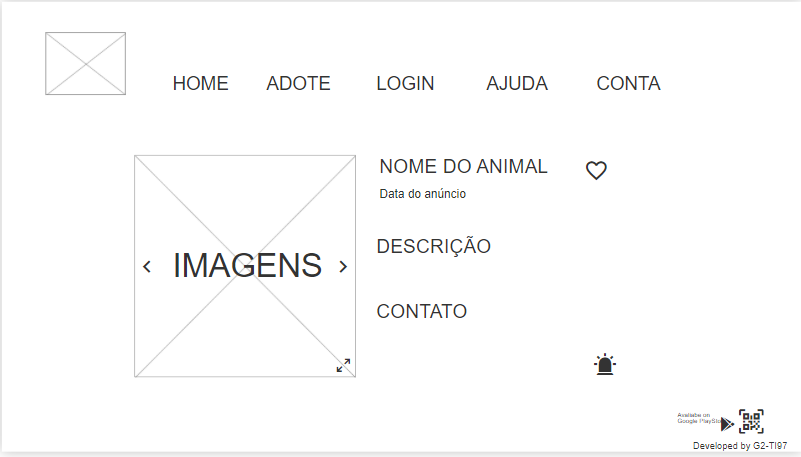 HOME ADOTE LOGIN AJUDA CONTA
NOME DO ANIMAL
Data do anúncio
DESCRIÇÃO
IMAGENS
CONTATO
Avaliabe on
Google PlayStore
Developed by G2-TI97